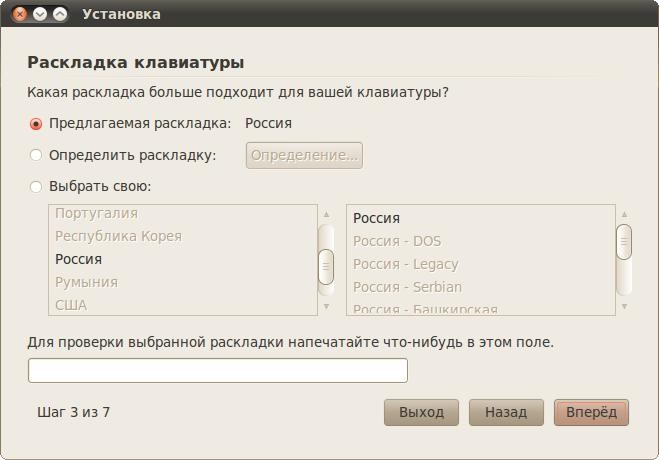 Установка
Раскладка клавиатуры
Какая раскладка больше подходит для вашей клавиатуры?
Предлагаемая раскладка: Россия
Определить раскладку: Определение...
Выбрать свою:
Португалия
Республика Корея
Россия
Румыния
США
Россия
Россия - DOS
Россия - Legacy
Россия - Serbian
Россия - Башкирская
Для проверки выбранной раскладки напечатайте что-нибудь в этом поле.
Шаг 3 из 7
Выход
Назад
Вперёд